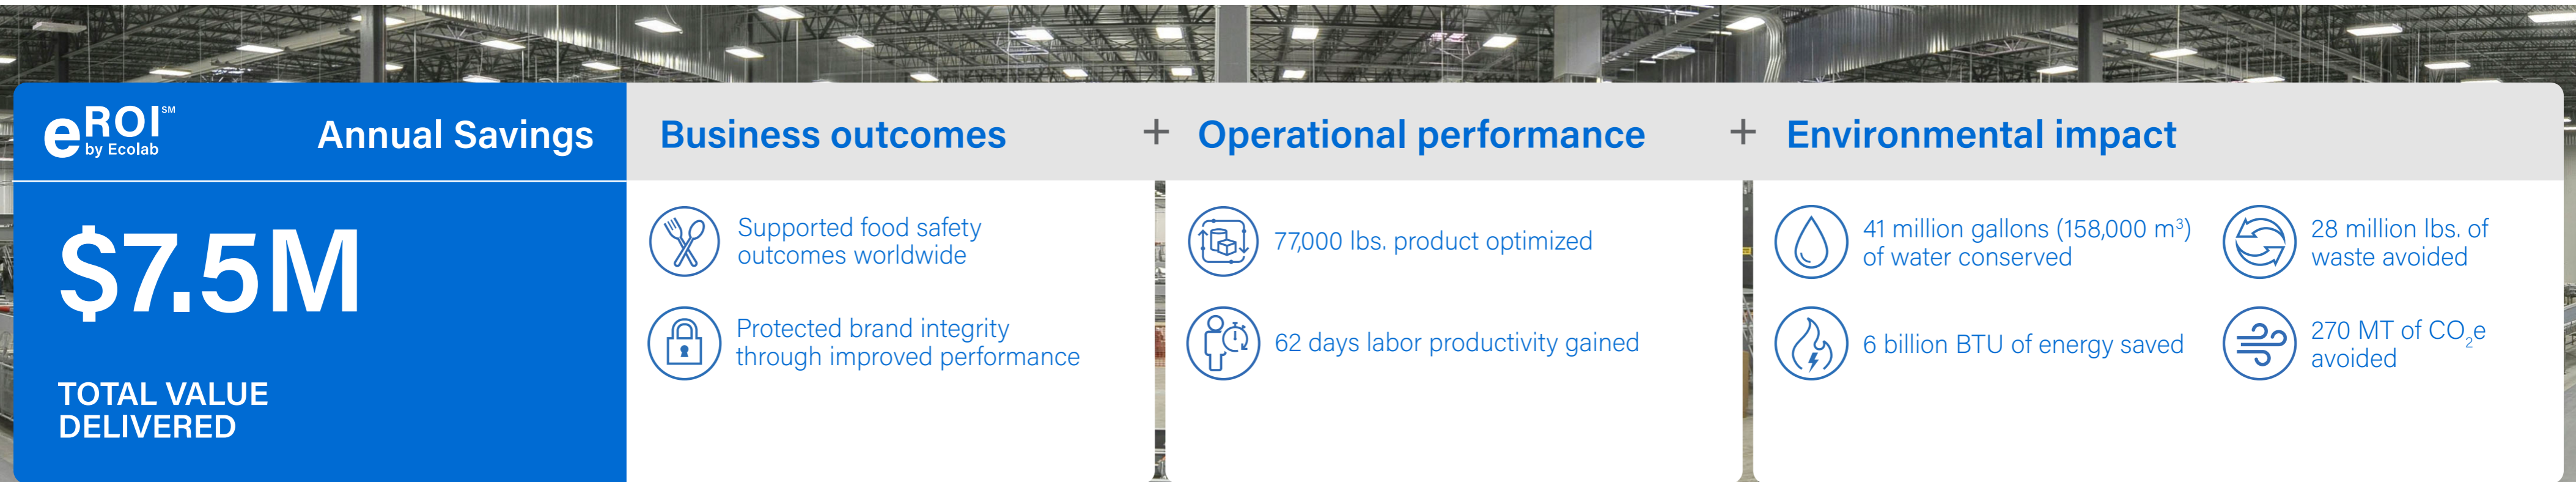 eROI℠
by Ecolab
Annual Savings
$7.5M
TOTAL VALUE
DELIVERED
Business outcomes
Supported food safety
outcomes worldwide
Protected brand integrity
through improved performance
+
Operational performance
77,000 lbs. product optimized
62 days labor productivity gained
+
Environmental impact
41 million gallons (158,000 m³)
of water conserved
6 billion BTU of energy saved
28 million lbs. of
waste avoided
270 MT of CO₂e
avoided